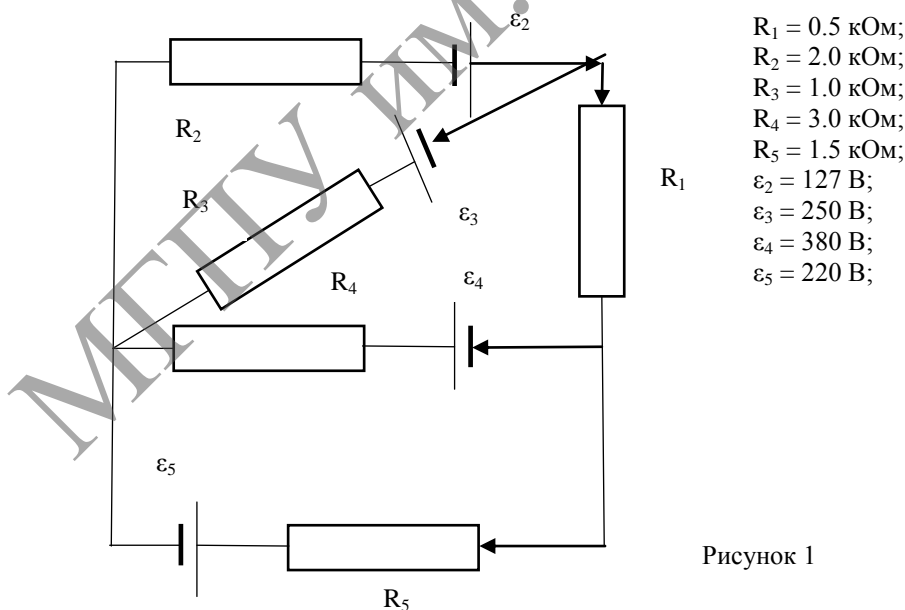 ε₂
R₁ = 0.5 кОм;
R₂ = 2.0 кОм;
R₃ = 1.0 кОм;
R₄ = 3.0 кОм;
R₅ = 1.5 кОм;
ε₂ = 127 В;
ε₃ = 250 В;
ε₄ = 380 В;
ε₅ = 220 В;
R₂
R₁
R₃
ε₃
R₄
ε₄
ε₅
R₅
Рисунок 1
МГПУ им.